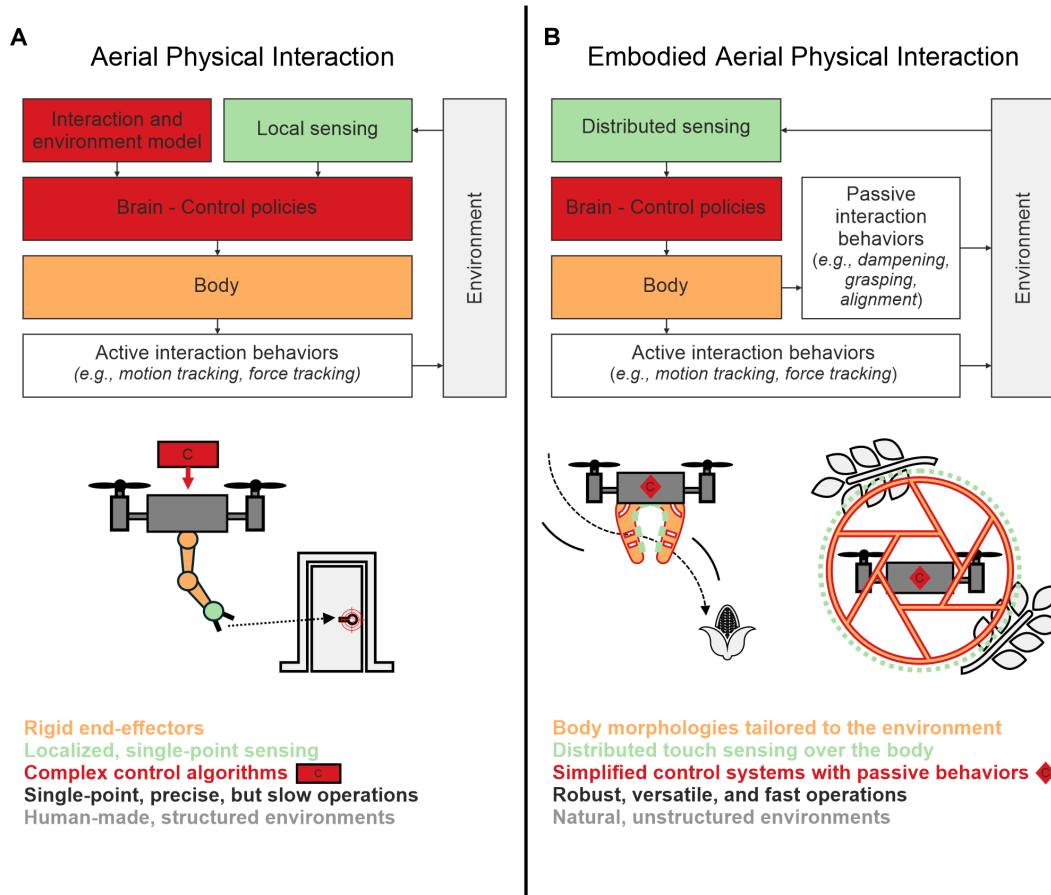 A
Aerial Physical Interaction
Interaction and
environment model
Local sensing
Brain - Control policies
Body
Active interaction behaviors
(e.g., motion tracking, force tracking)
Environment
C
Rigid end-effectors
Localized, single-point sensing
Complex control algorithms C
Single-point, precise, but slow operations
Human-made, structured environments
B
Embodied Aerial Physical Interaction
Distributed sensing
Brain - Control policies
Body
Passive
interaction
behaviors
(e.g., dampening,
grasping,
alignment)
Active interaction behaviors
(e.g., motion tracking, force tracking)
Environment
C
C
Body morphologies tailored to the environment
Distributed touch sensing over the body
Simplified control systems with passive behaviors C
Robust, versatile, and fast operations
Natural, unstructured environments